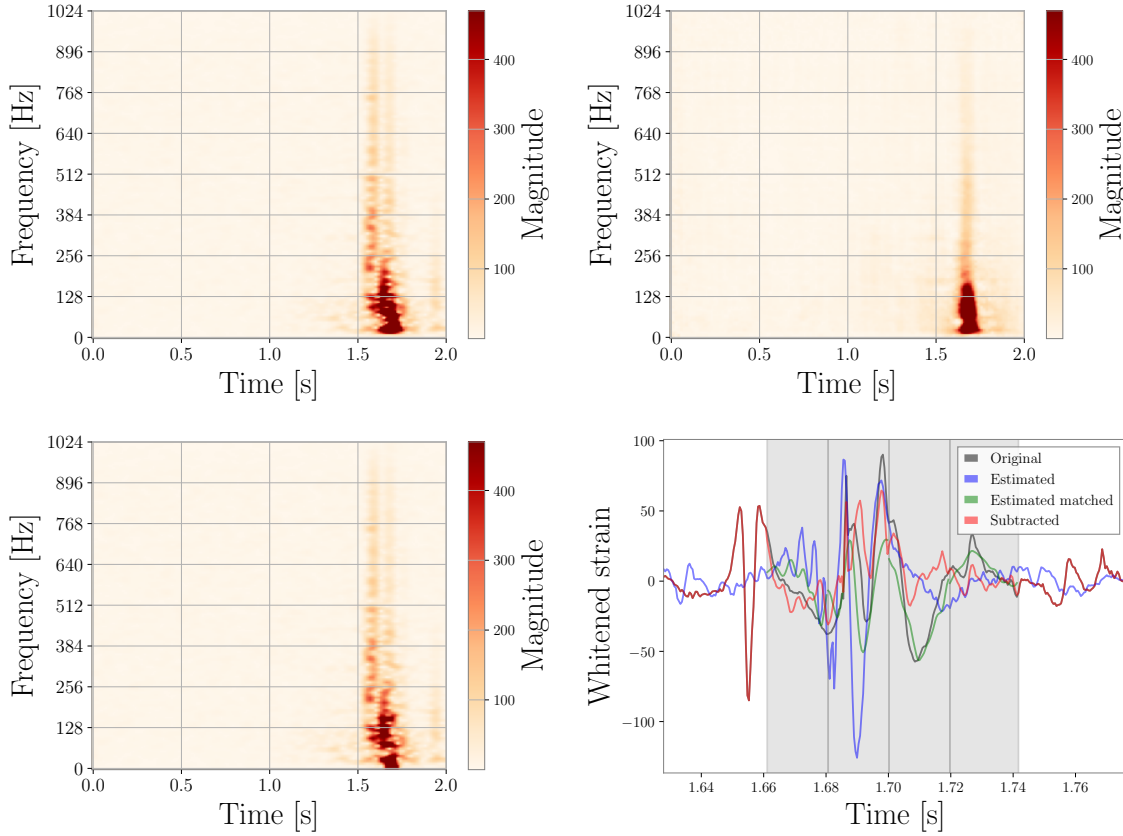 1024
896
768
640
512
384
256
128
0
Frequency [Hz]
0.0 0.5 1.0 1.5 2.0
Time [s]
400
300
200
100
Magnitude
1024
896
768
640
512
384
256
128
0
Frequency [Hz]
0.0 0.5 1.0 1.5 2.0
Time [s]
400
300
200
100
Magnitude
1024
896
768
640
512
384
256
128
0
Frequency [Hz]
0.0 0.5 1.0 1.5 2.0
Time [s]
400
300
200
100
Magnitude
100
50
0
−50
−100
Whitened strain
Original
Estimated
Estimated matched
Subtracted
1.64 1.66 1.68 1.70 1.72 1.74 1.76
Time [s]